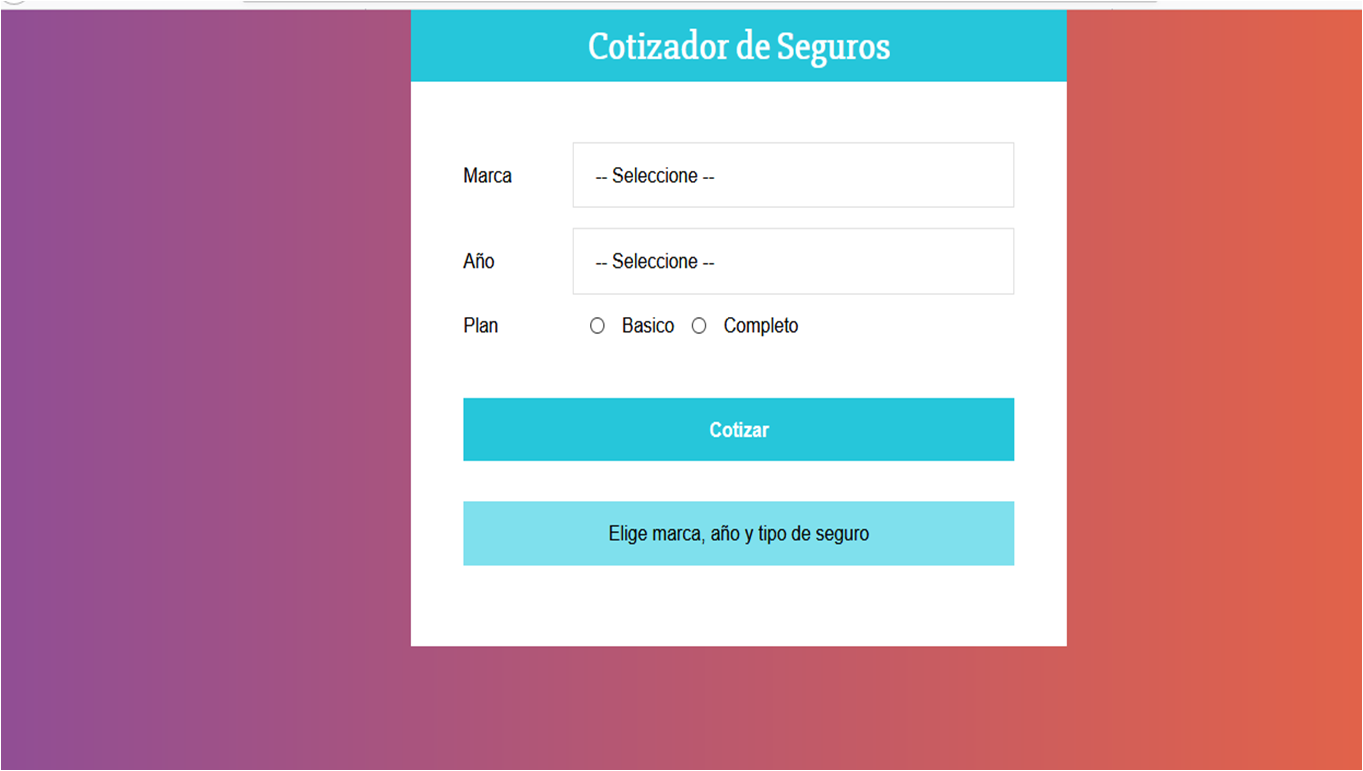 Cotizador de Seguros
Marca -- Seleccione --
Año -- Seleccione --
Plan Basico Completo
Cotizar
Elige marca, año y tipo de seguro